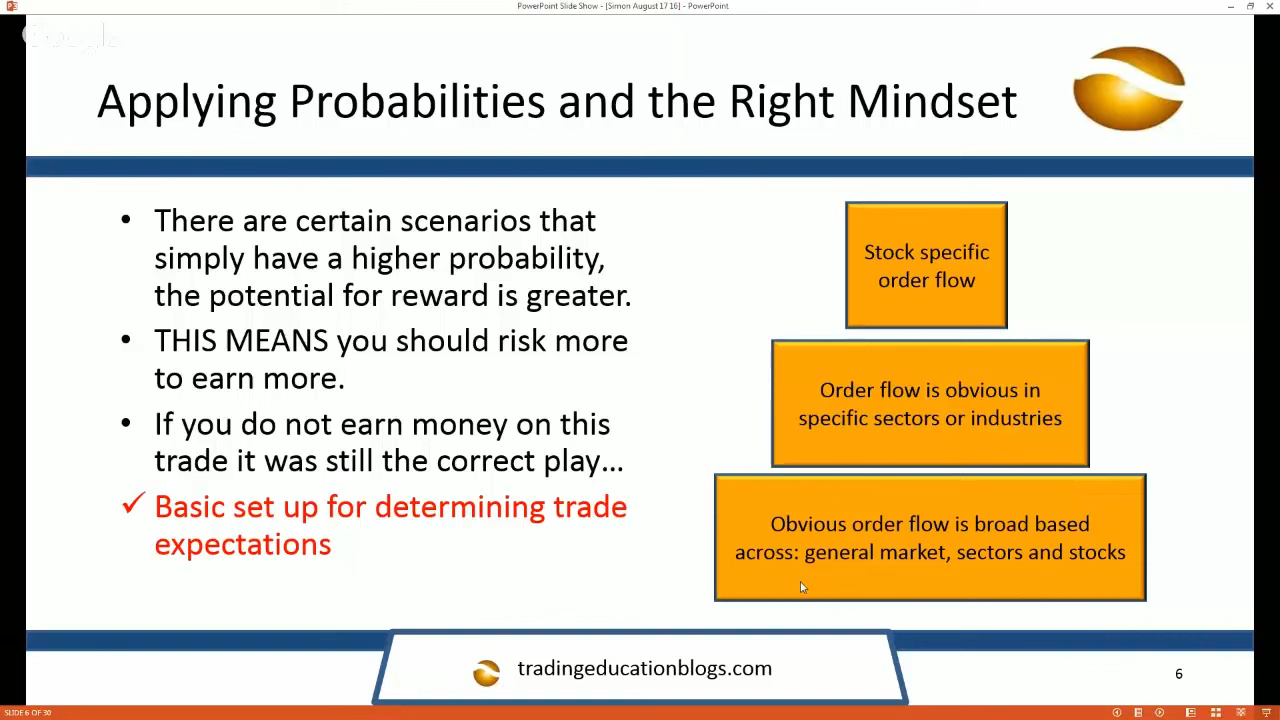 PowerPoint Slide Show - [Simon August 17 16] - PowerPoint
Google
Applying Probabilities and the Right Mindset
• There are certain scenarios that
simply have a higher probability,
the potential for reward is greater.
• THIS MEANS you should risk more
to earn more.
• If you do not earn money on this
trade it was still the correct play...
✓ Basic set up for determining trade
expectations
Stock specific
order flow
Order flow is obvious in
specific sectors or industries
Obvious order flow is broad based
across: general market, sectors and stocks
tradingeducationblogs.com
6
SLIDE 6 OF 30